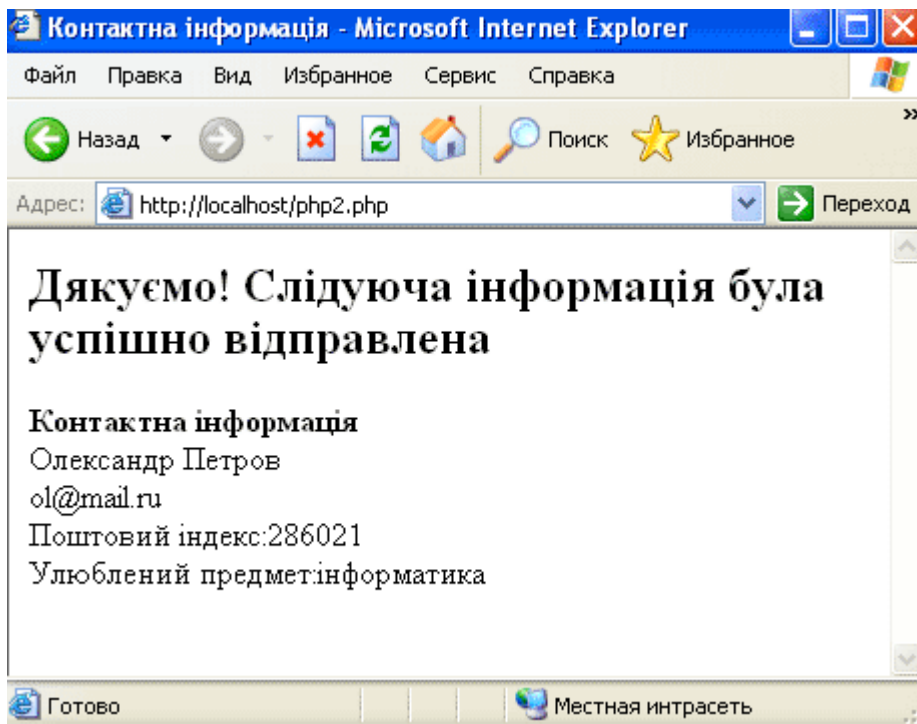 Контактна інформація - Microsoft Internet Explorer
Файл Правка Вид Избранное Сервис Справка
Назад Поиск Избранное »
Адрес: http://localhost/php2.php Переход
Дякуємо! Слідуюча інформація була
успішно відправлена
Контактна інформація
Олександр Петров
ol@mail.ru
Поштовий індекс:286021
Улюблений предмет:інформатика
Готово Местная интрасеть